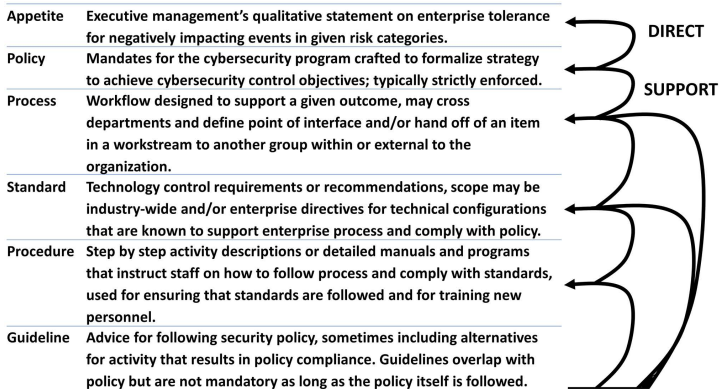 Appetite Executive management's qualitative statement on enterprise tolerance
for negatively impacting events in given risk categories.
DIRECT
Policy Mandates for the cybersecurity program crafted to formalize strategy
to achieve cybersecurity control objectives; typically strictly enforced.
SUPPORT
Process Workflow designed to support a given outcome, may cross
departments and define point of interface and/or hand off of an item
in a workstream to another group within or external to the
organization.
Standard Technology control requirements or recommendations, scope may be
industry-wide and/or enterprise directives for technical configurations
that are known to support enterprise process and comply with policy.
Procedure Step by step activity descriptions or detailed manuals and programs
that instruct staff on how to follow process and comply with standards,
used for ensuring that standards are followed and for training new
personnel.
Guideline Advice for following security policy, sometimes including alternatives
for activity that results in policy compliance. Guidelines overlap with
policy but are not mandatory as long as the policy itself is followed.